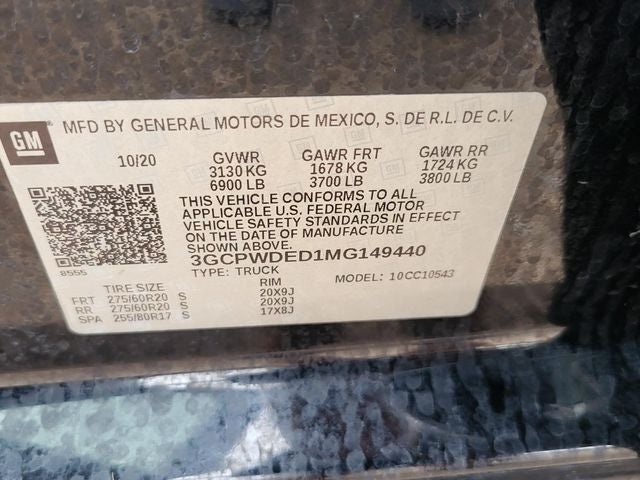 GM
MFD BY GENERAL MOTORS DE MEXICO, S. DE R.L. DE C.V.
10/20 GVWR GAWR FRT GAWR RR
3130 KG 1678 KG 1724 KG
6900 LB 3700 LB 3800 LB
THIS VEHICLE CONFORMS TO ALL
APPLICABLE U.S. FEDERAL MOTOR
VEHICLE SAFETY STANDARDS IN EFFECT
ON THE DATE OF MANUFACTURE
SHOWN ABOVE.
3GCPWDED1MG149440
8555
TYPE: TRUCK MODEL: 10CC10543
TIRE SIZE RIM
FRT 275/60R20 S 20X9J
RR 275/60R20 S 20X9J
SPA 255/80R17 S 17X8J